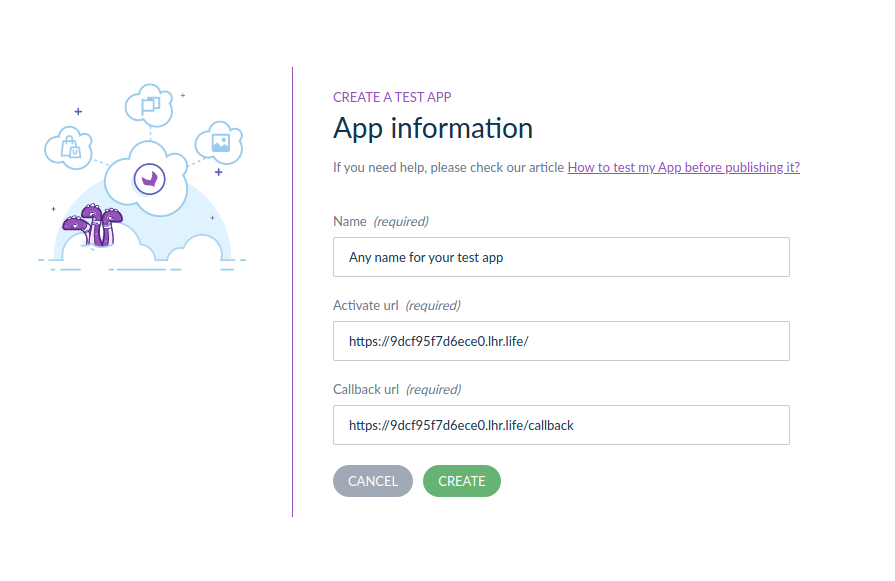 CREATE A TEST APP
App information
If you need help, please check our article How to test my App before publishing it?
Name (required)
Any name for your test app
Activate url (required)
https://9dcf95f7d6ece0.lhr.life/
Callback url (required)
https://9dcf95f7d6ece0.lhr.life/callback
CANCEL CREATE